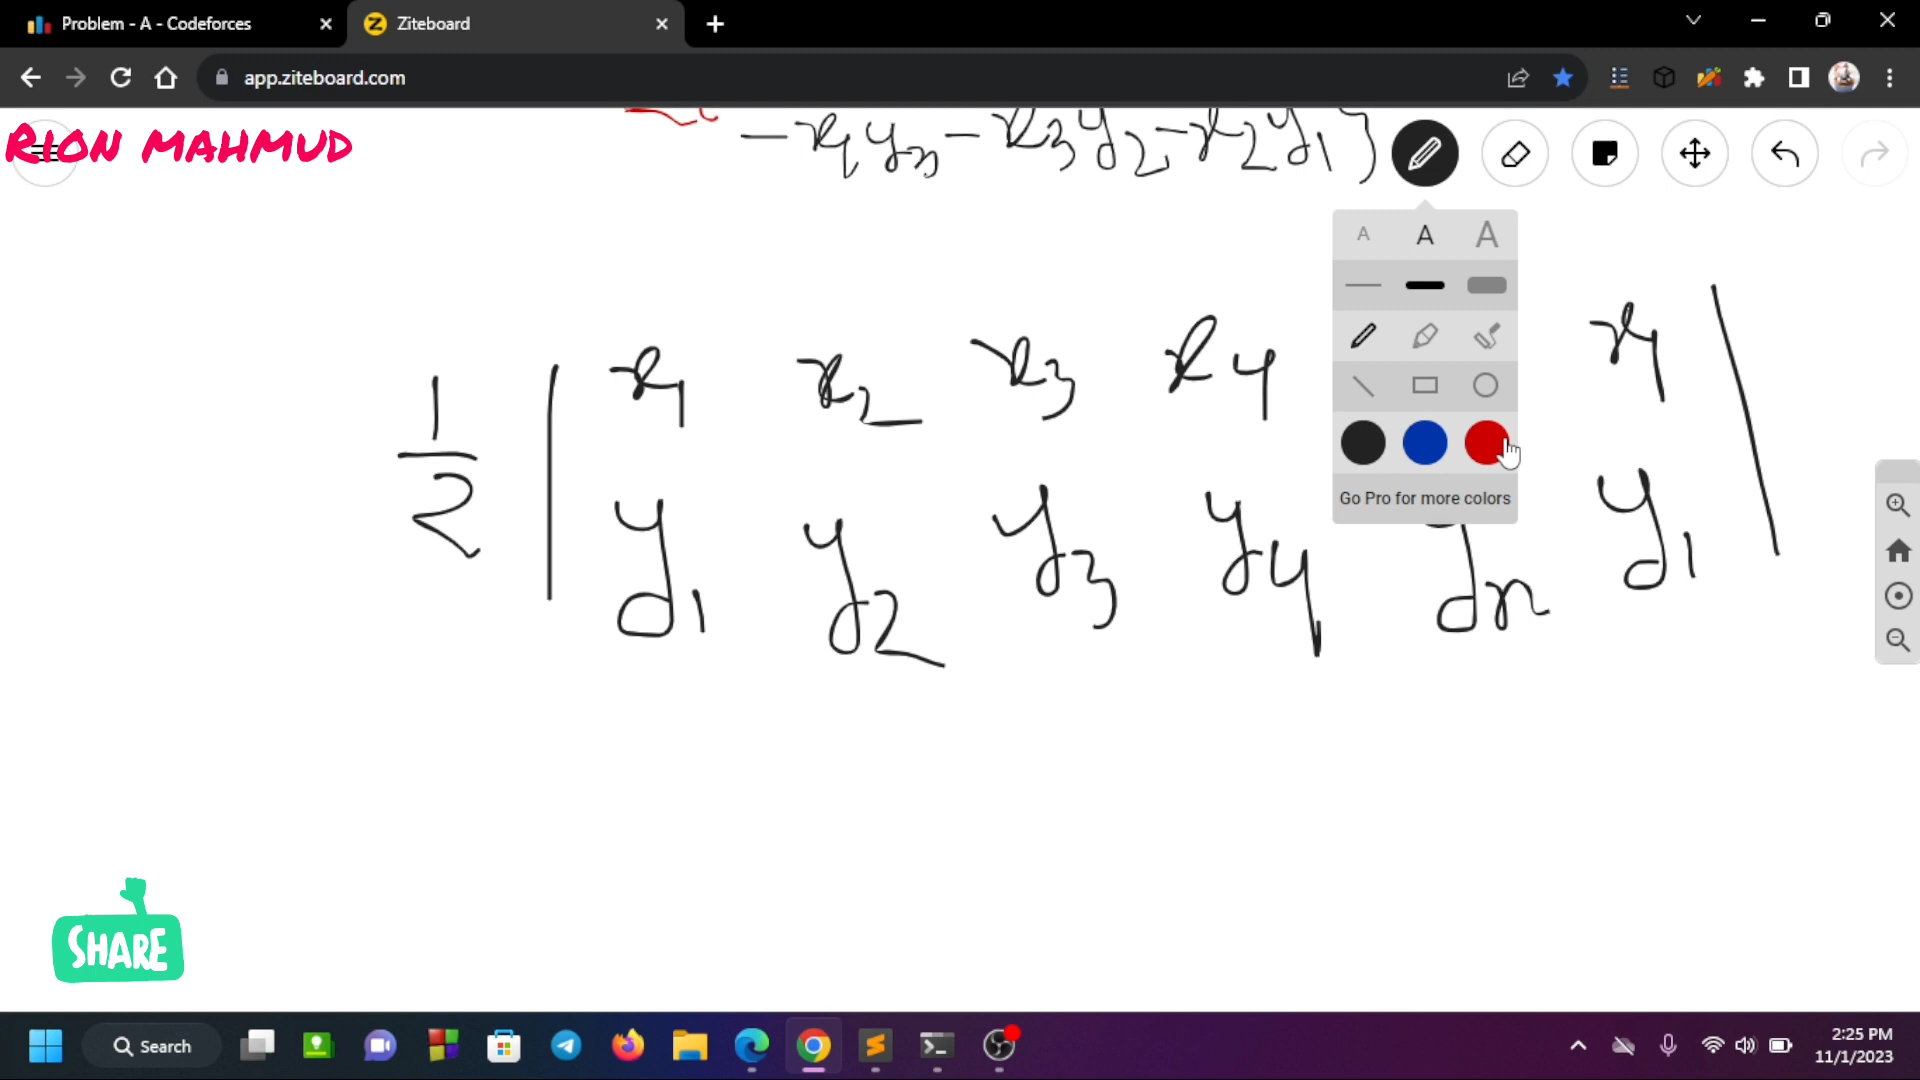 Problem - A - Codeforces
Ziteboard
app.ziteboard.com
RION MAHMUD
- x₁y₃ - x₃y₂ - x₂y₁}
A A A
1/2 | x₁ x₂ x₃ x₄ x₁ |
y₁ y₂ y₃ y₄ yn y₁
Go Pro for more colors
SHARE
Search
2:25 PM
11/1/2023